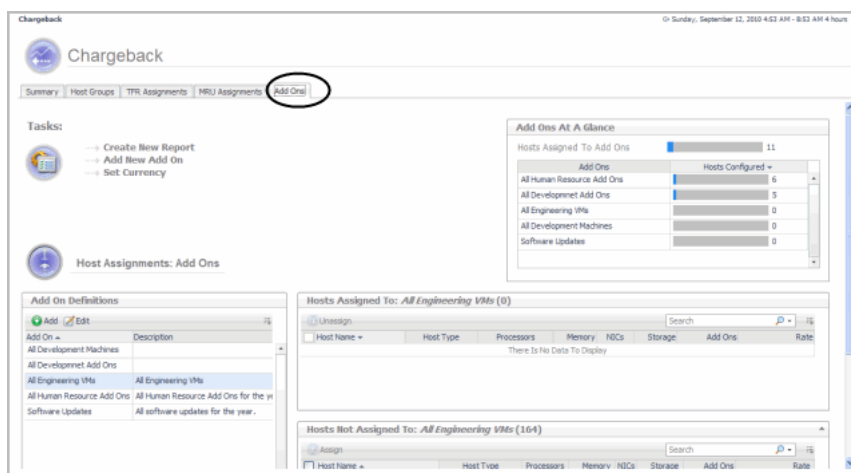 Chargeback
Sunday, September 12, 2010 4:53 AM - 8:53 AM 4 hours
Chargeback
Summary Host Groups TFR Assignments MRU Assignments Add Ons
Tasks:
Create New Report
Add New Add On
Set Currency
Add Ons At A Glance
Hosts Assigned To Add Ons 11
Add Ons Hosts Configured
All Human Resource Add Ons 6
All Developmnet Add Ons 5
All Engineering VMs 0
All Development Machines 0
Software Updates 0
Host Assignments: Add Ons
Add On Definitions
Add Edit
Add On Description
All Development Machines
All Developmnet Add Ons
All Engineering VMs All Engineering VMs
All Human Resource Add Ons All Human Resource Add Ons for the ye
Software Updates All software updates for the year.
Hosts Assigned To: All Engineering VMs (0)
Unassign Search
Host Name Host Type Processors Memory NICs Storage Add Ons Rate
There Is No Data To Display
Hosts Not Assigned To: All Engineering VMs (164)
Assign Search
Host Name Host Type Processors Memory NICs Storage Add Ons Rate